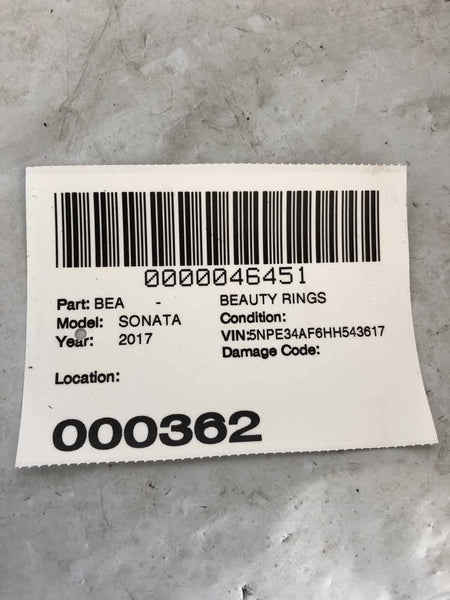 0000046451
Part: BEA - BEAUTY RINGS
Model: SONATA Condition:
Year: 2017 VIN:5NPE34AF6HH543617
Damage Code:
Location:
000362